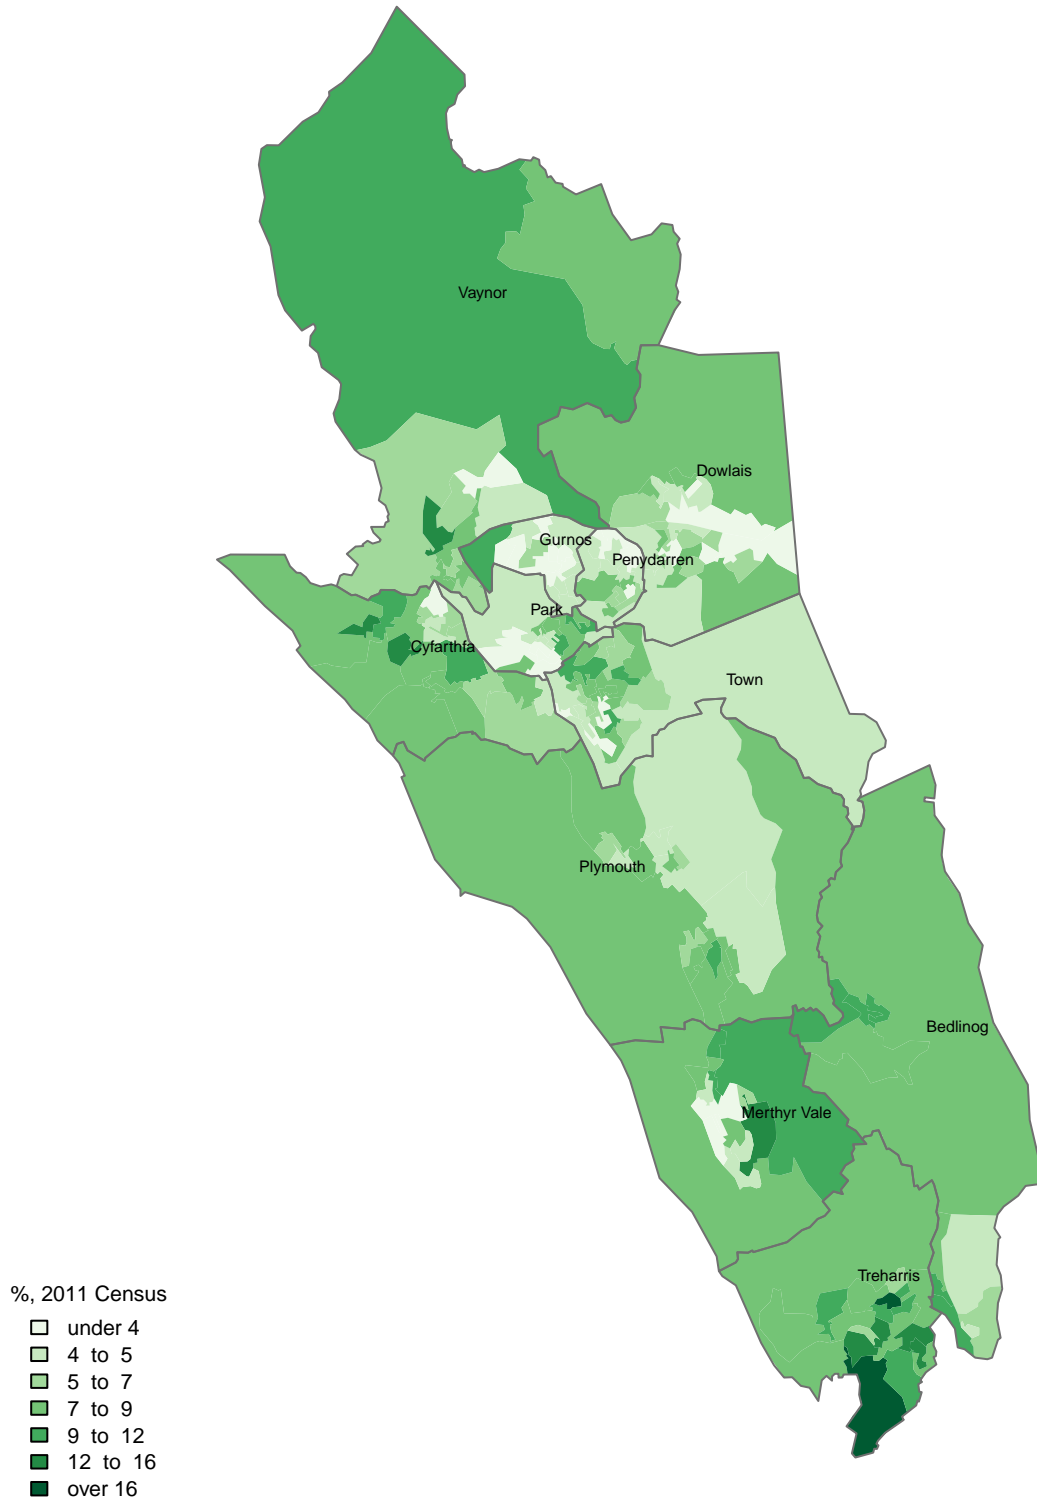 Vaynor
Dowlais
Gurnos
Penydarren
Park
Cyfarthfa
Town
Plymouth
Bedlinog
Merthyr Vale
Treharris
%, 2011 Census
under 4
4 to 5
5 to 7
7 to 9
9 to 12
12 to 16
over 16